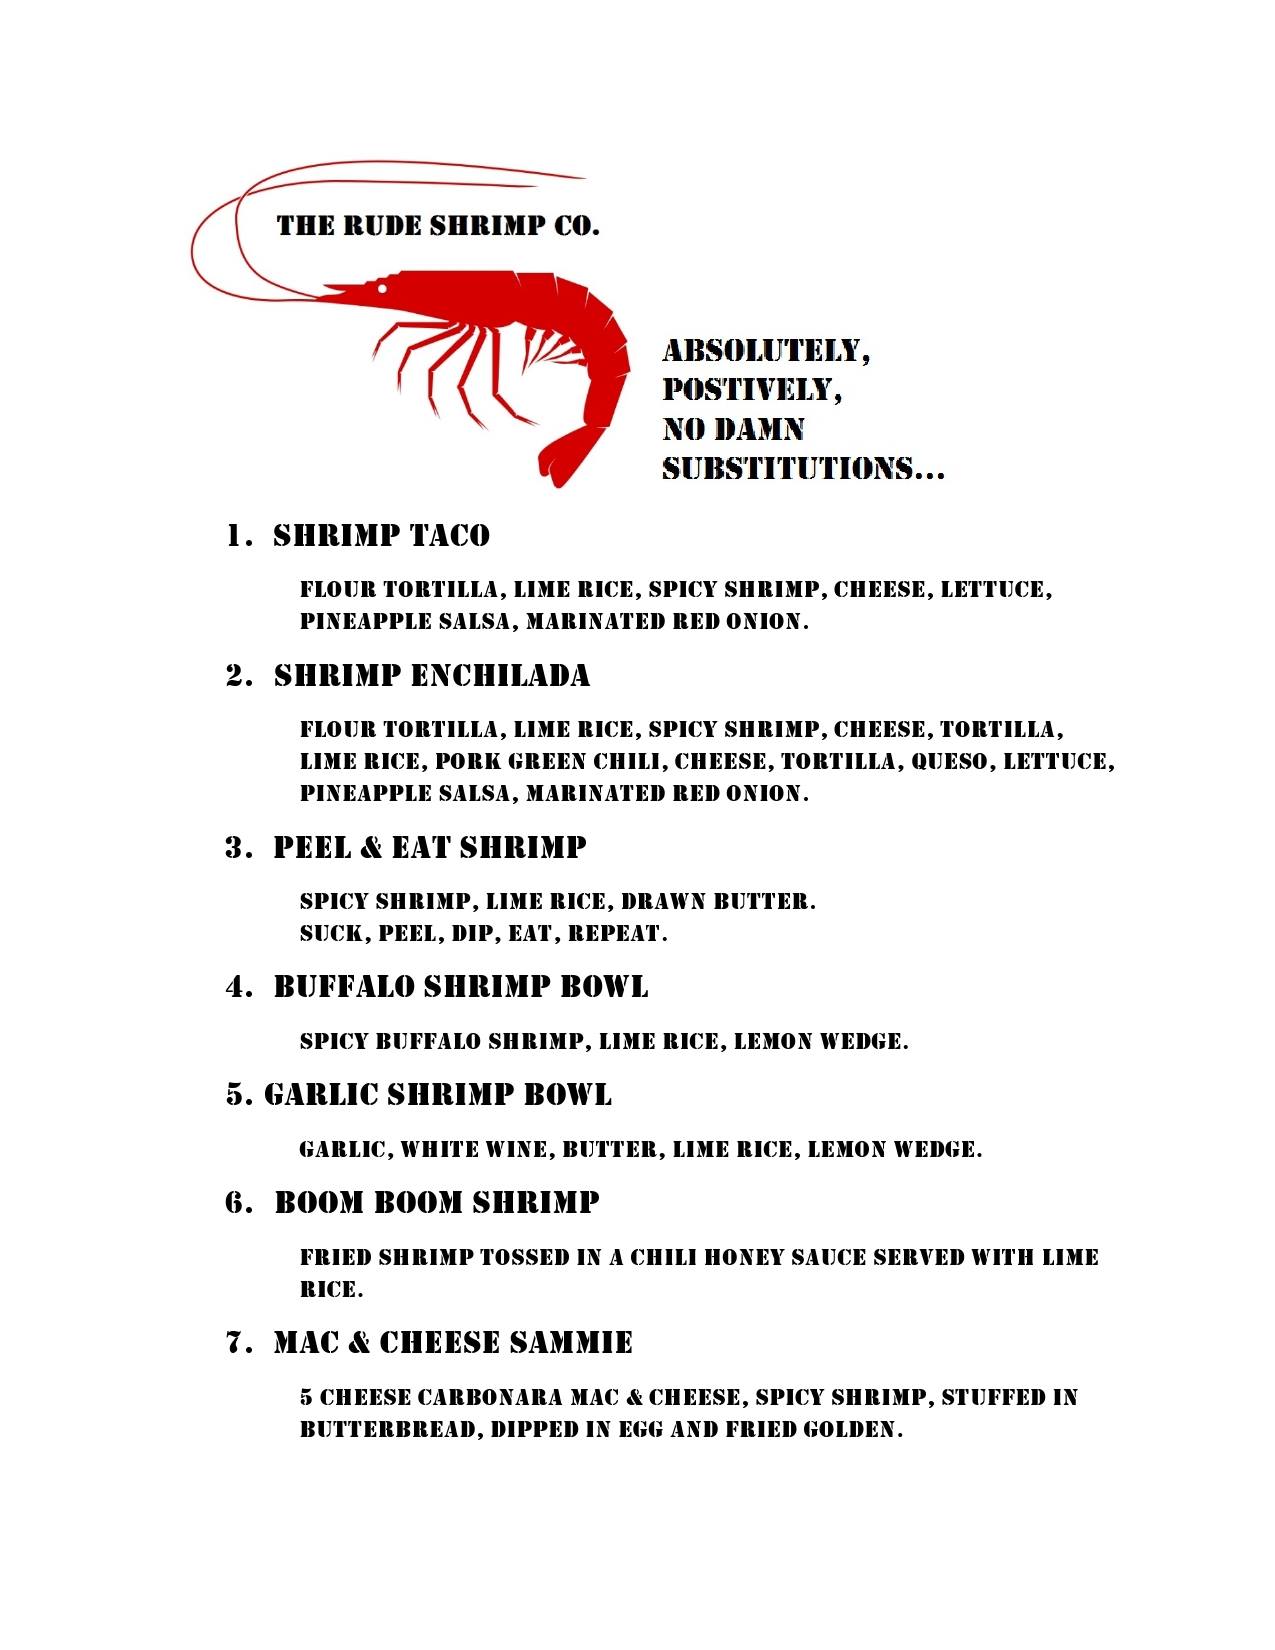 THE RUDE SHRIMP CO.
ABSOLUTELY,
POSTIVELY,
NO DAMN
SUBSTITUTIONS...
1. SHRIMP TACO
FLOUR TORTILLA, LIME RICE, SPICY SHRIMP, CHEESE, LETTUCE,
PINEAPPLE SALSA, MARINATED RED ONION.
2. SHRIMP ENCHILADA
FLOUR TORTILLA, LIME RICE, SPICY SHRIMP, CHEESE, TORTILLA,
LIME RICE, PORK GREEN CHILI, CHEESE, TORTILLA, QUESO, LETTUCE,
PINEAPPLE SALSA, MARINATED RED ONION.
3. PEEL & EAT SHRIMP
SPICY SHRIMP, LIME RICE, DRAWN BUTTER.
SUCK, PEEL, DIP, EAT, REPEAT.
4. BUFFALO SHRIMP BOWL
SPICY BUFFALO SHRIMP, LIME RICE, LEMON WEDGE.
5. GARLIC SHRIMP BOWL
GARLIC, WHITE WINE, BUTTER, LIME RICE, LEMON WEDGE.
6. BOOM BOOM SHRIMP
FRIED SHRIMP TOSSED IN A CHILI HONEY SAUCE SERVED WITH LIME
RICE.
7. MAC & CHEESE SAMMIE
5 CHEESE CARBONARA MAC & CHEESE, SPICY SHRIMP, STUFFED IN
BUTTERBREAD, DIPPED IN EGG AND FRIED GOLDEN.